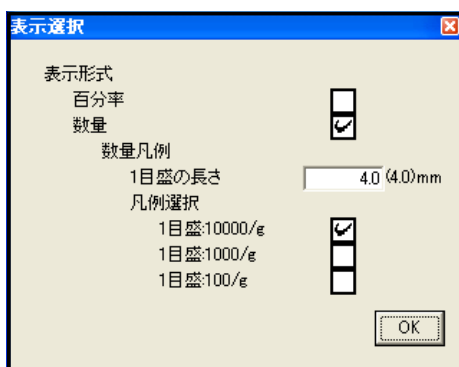 表示選択
表示形式
百分率
数量
数量凡例
1目盛の長さ 4.0 (4.0)mm
凡例選択
1目盛:10000/g
1目盛:1000/g
1目盛:100/g
OK